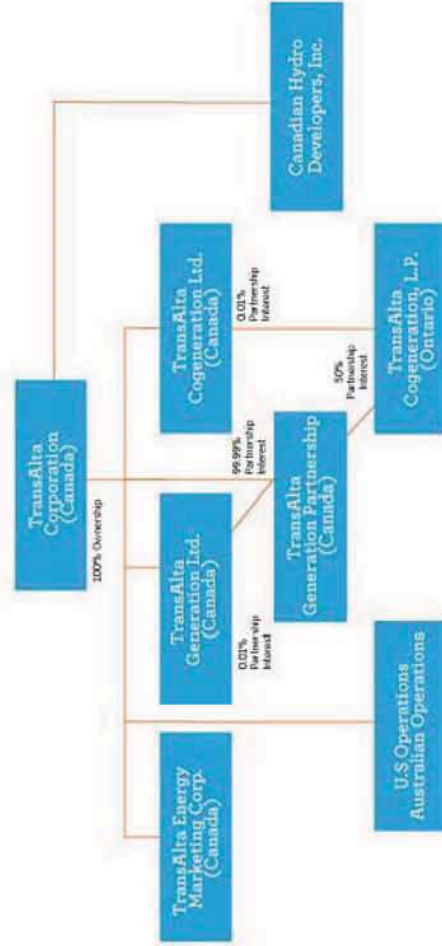 TransAlta
Corporation
(Canada)
100% Ownership
TransAlta Energy
Marketing Corp.
(Canada)
TransAlta
Generation Ltd.
(Canada)
TransAlta
Cogeneration Ltd.
(Canada)
0.01%
Partnership
Interest
99.99%
Partnership
Interest
0.01%
Partnership
Interest
U.S Operations
Australian Operations
TransAlta
Generation Partnership
(Canada)
50%
Partnership
Interest
TransAlta
Cogeneration, L.P.
(Ontario)
Canadian Hydro
Developers, Inc.